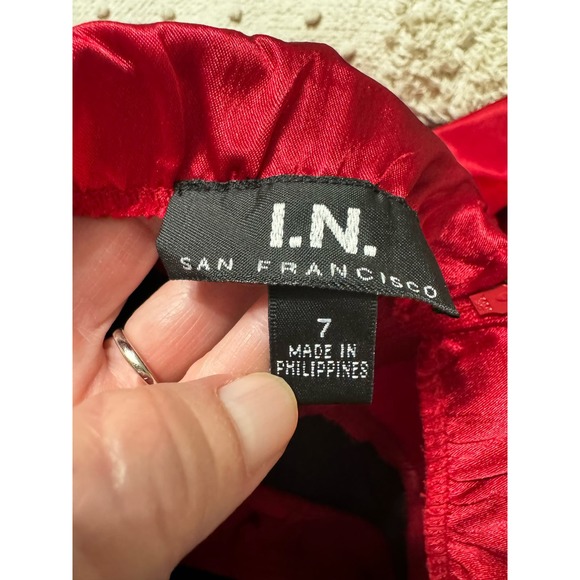 I.N.
SAN FRANCISCO
7
MADE IN
PHILIPPINES